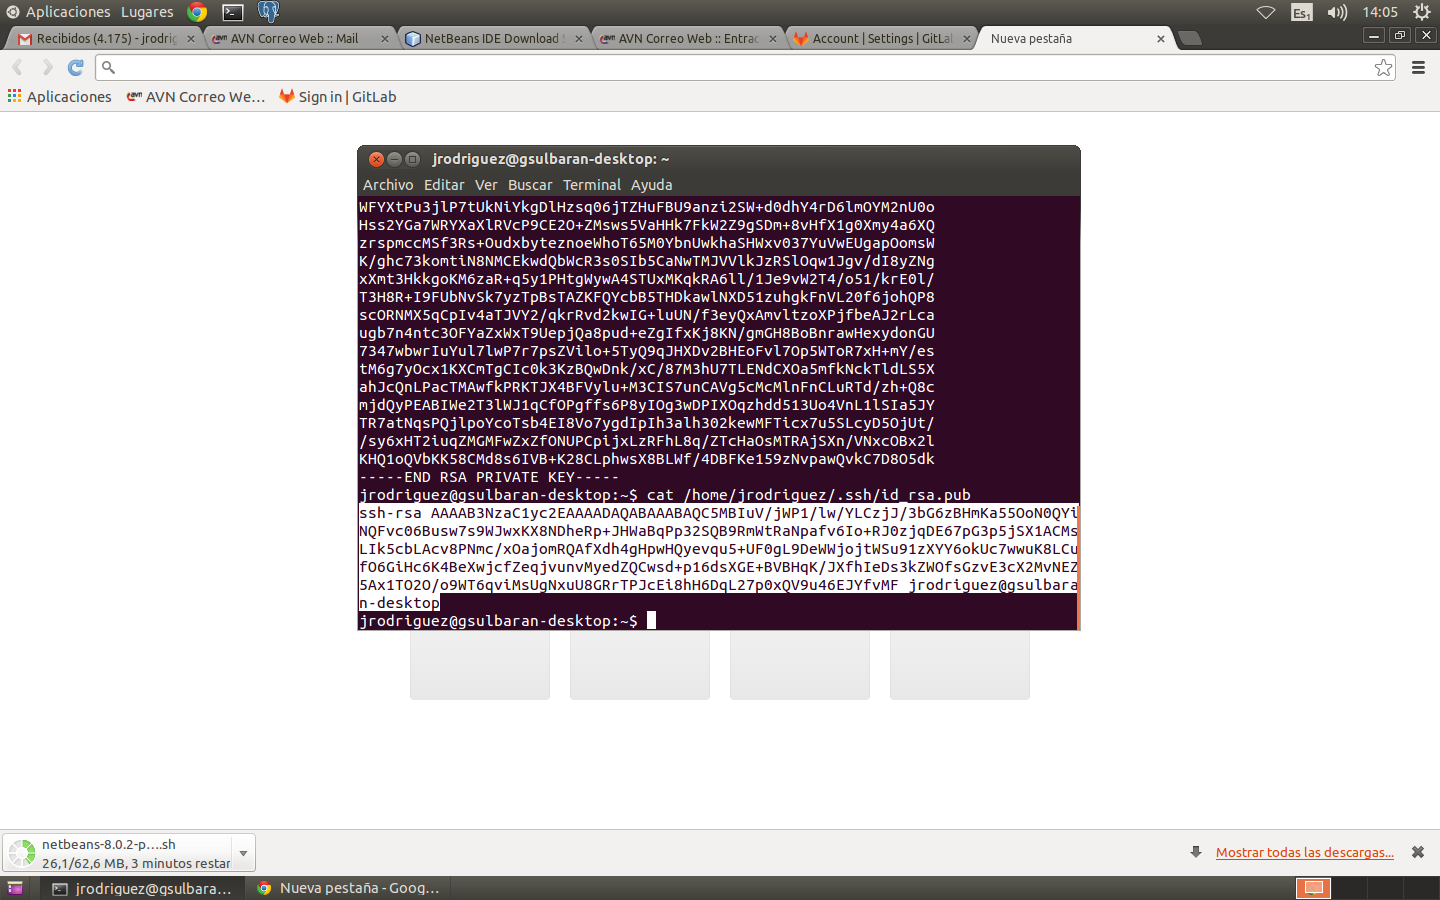 Aplicaciones Lugares Es1 14:05
Recibidos (4.175) - jrodrig AVN Correo Web :: Mail NetBeans IDE Download AVN Correo Web :: Entrac Account | Settings | GitLab Nueva pestaña
Aplicaciones AVN Correo We... Sign in | GitLab
jrodriguez@gsulbaran-desktop: ~
Archivo Editar Ver Buscar Terminal Ayuda
WFYXtPu3jlP7tUkNiYkgDlHzsq06jTZHuFBU9anzi2SW+d0dhY4rD6lmOYM2nU0o
Hss2YGa7WRYXaXlRVcP9CE2O+ZMsws5VaHHk7FkW2Z9gSDm+8vHfX1g0Xmy4a6XQ
zrspmccMSf3Rs+OudxbyteznoeWhoT65M0YbnUwkhaSHWxv037YuVwEUgapOomsW
K/ghc73komtiN8NMCEkwdQbWcR3s0SIb5CaNwTMJVVlkJzRSlOqw1Jgv/dI8yZNg
xXmt3HkkgoKM6zaR+q5y1PHtgWywA4STUxMKqkRA6ll/1Je9vW2T4/o51/krE0l/
T3H8R+I9FUbNvSk7yzTpBsTAZKFQYcbB5THDkawlNXD51zuhgkFnVL20f6johQP8
scORNMX5qCpIv4aTJVY2/qkrRvd2kwIG+luUN/f3eyQxAmvltzoXPjfbeAJ2rLca
ugb7n4ntc3OFYaZxWxT9UepjQa8pud+eZgIfxKj8KN/gmGH8BoBnrawHexydonGU
7347wbwrIuYul7lwP7r7psZVilo+5TyQ9qJHXDv2BHEoFvl7Op5WToR7xH+mY/es
tM6g7yOcx1KXCmTgCIc0k3KzBQwDnk/xC/87M3hU7TLENdCXOa5mfkNckTldLS5X
ahJcQnLPacTMAwfkPRKTJX4BFVylu+M3CIS7unCAVg5cMcMlnFnCLuRTd/zh+Q8c
mjdQyPEABIWe2T3lWJ1qCfOPgffs6P8yIOg3wDPIXOqzhdd513Uo4VnL1lSIa5JY
TR7atNqsPQjlpoYcoTsb4EI8Vo7ygdIpIh3alh302kewMFTicx7u5SLcyD5OjUt/
/sy6xHT2iuqZMGMFwZxZfONUPCpijxLzRFhL8q/ZTcHaOsMTRAjSXn/VNxcOBx2l
KHQ1oQVbKK58CMd8s6IVB+K28CLphwsX8BLWf/4DBFKe159zNvpawQvkC7D8O5dk
-----END RSA PRIVATE KEY-----
jrodriguez@gsulbaran-desktop:~$ cat /home/jrodriguez/.ssh/id_rsa.pub
ssh-rsa AAAAB3NzaC1yc2EAAAADAQABAAABAQC5MBIuV/jWP1/lw/YLCzjJ/3bG6zBHmKa55OoN0QYi
NQFvc06Busw7s9WJwxKX8NDheRp+JHWaBqPp32SQB9RmWtRaNpafv6Io+RJ0zjqDE67pG3p5jSX1ACMs
LIk5cbLAcv8PNmc/xOajomRQAfXdh4gHpwHQyevqu5+UF0gL9DeWWjojtWSu91zXYY6okUc7wwuK8LCu
fO6GiHc6K4BeXwjcfZeqjvunvMyedZQCwsd+p16dsXGE+BVBHqK/JXfhIeDs3kZWOfsGzvE3cX2MvNEZ
5Ax1TO2O/o9WT6qviMsUgNxuU8GRrTPJcEi8hH6DqL27p0xQV9u46EJYfvMF jrodriguez@gsulbara
n-desktop
jrodriguez@gsulbaran-desktop:~$
netbeans-8.0.2-p....sh
26,1/62,6 MB, 3 minutos restar
Mostrar todas las descargas...
jrodriguez@gsulbara... Nueva pestaña - Goog...